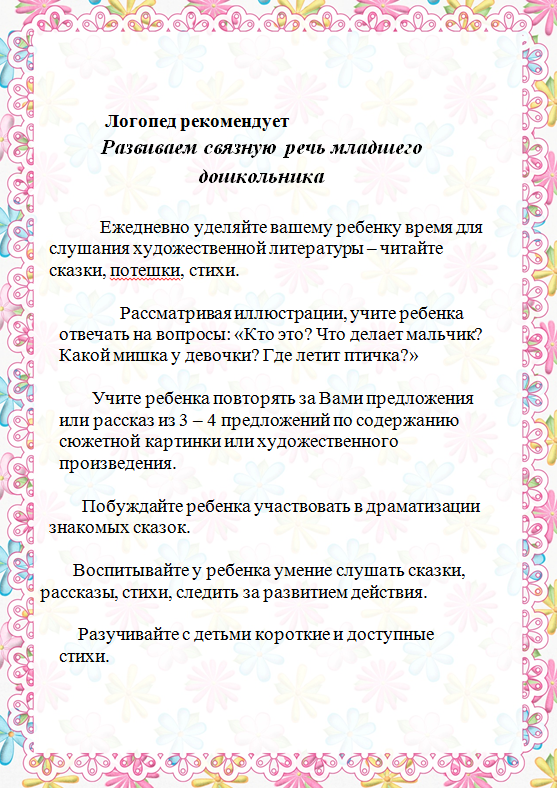 Логопед рекомендует
Развиваем связную речь младшего
дошкольника
Ежедневно уделяйте вашему ребенку время для
слушания художественной литературы – читайте
сказки, потешки, стихи.
Рассматривая иллюстрации, учите ребенка
отвечать на вопросы: «Кто это? Что делает мальчик?
Какой мишка у девочки? Где летит птичка?»
Учите ребенка повторять за Вами предложения
или рассказ из 3 – 4 предложений по содержанию
сюжетной картинки или художественного
произведения.
Побуждайте ребенка участвовать в драматизации
знакомых сказок.
Воспитывайте у ребенка умение слушать сказки,
рассказы, стихи, следить за развитием действия.
Разучивайте с детьми короткие и доступные
стихи.